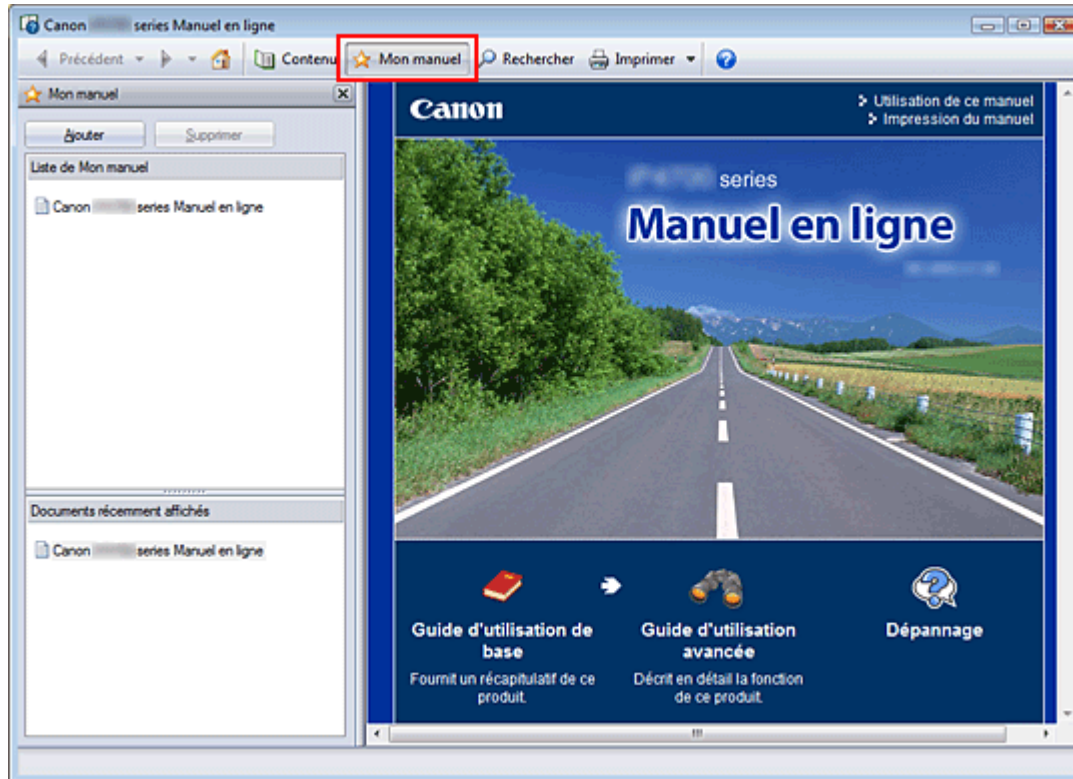 Canon series Manuel en ligne
Précédent Contenu Mon manuel Rechercher Imprimer
Mon manuel
Ajouter Supprimer
Liste de Mon manuel
Canon series Manuel en ligne
Documents récemment affichés
Canon series Manuel en ligne
Canon
Utilisation de ce manuel
Impression du manuel
series
Manuel en ligne
Guide d'utilisation de
base
Fournit un récapitulatif de ce
produit.
Guide d'utilisation
avancée
Décrit en détail la fonction
de ce produit.
Dépannage